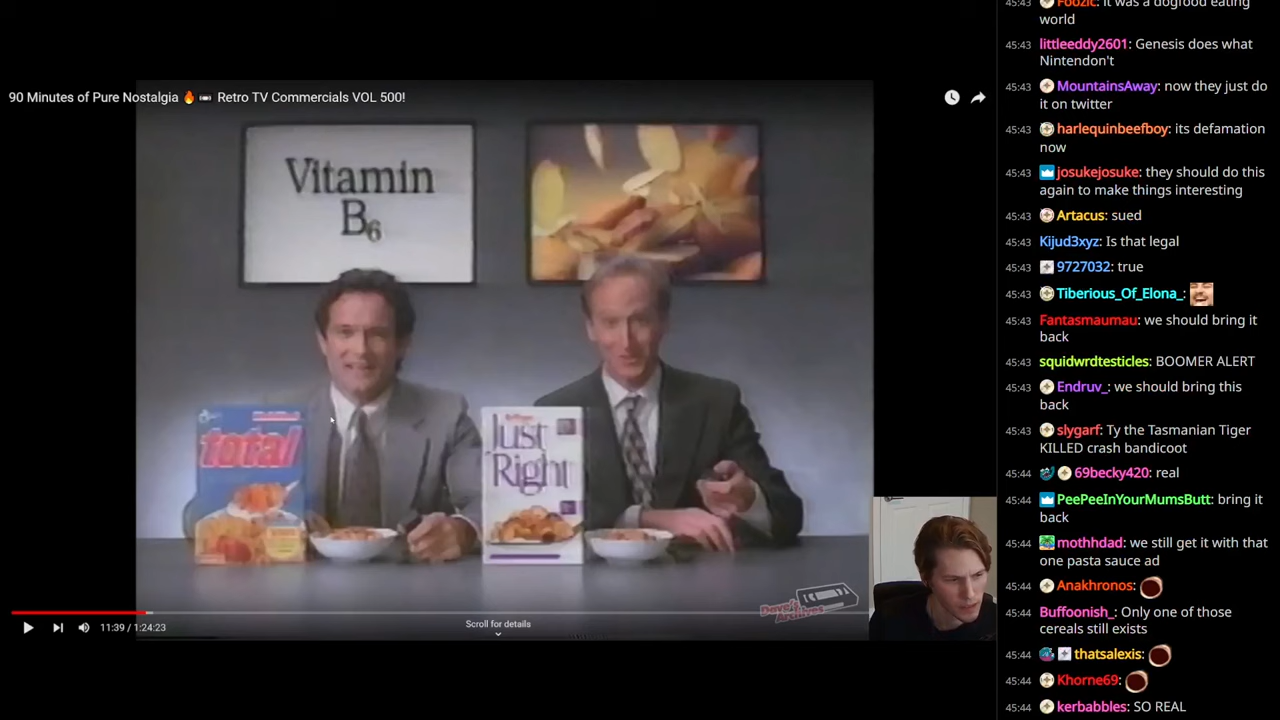 90 Minutes of Pure Nostalgia 🔥 📼 Retro TV Commercials VOL 500!
Vitamin
B6
total
Kellogg's
Just
Right
Dave's
Archives
11:39 / 1:24:23
Scroll for details
45:43 Foozic: it was a dogfood eating
world
littleeddy2601: Genesis does what
45:43
Nintendon't
45:43 MountainsAway: now they just do
it on twitter
45:43 harlequinbeefboy: its defamation
now
45:43 josukejosuke: they should do this
again to make things interesting
45:43 Artacus: sued
45:43 Kijud3xyz: Is that legal
45:43 9727032: true
45:43 Tiberious_Of_Elona_:
45:43 Fantasmaumau: we should bring it
back
45:43 squidwrdtesticles: BOOMER ALERT
45:43 Endruv_: we should bring this
back
45:43 slygarf: Ty the Tasmanian Tiger
KILLED crash bandicoot
45:44 69becky420: real
45:44 PeePeeInYourMumsButt: bring it
back
45:44 mothhdad: we still get it with that
one pasta sauce ad
45:44 Anakhronos:
45:44 Buffoonish_: Only one of those
cereals still exists
45:44 thatsalexis:
45:44 Khorne69:
45:44 kerbabbles: SO REAL